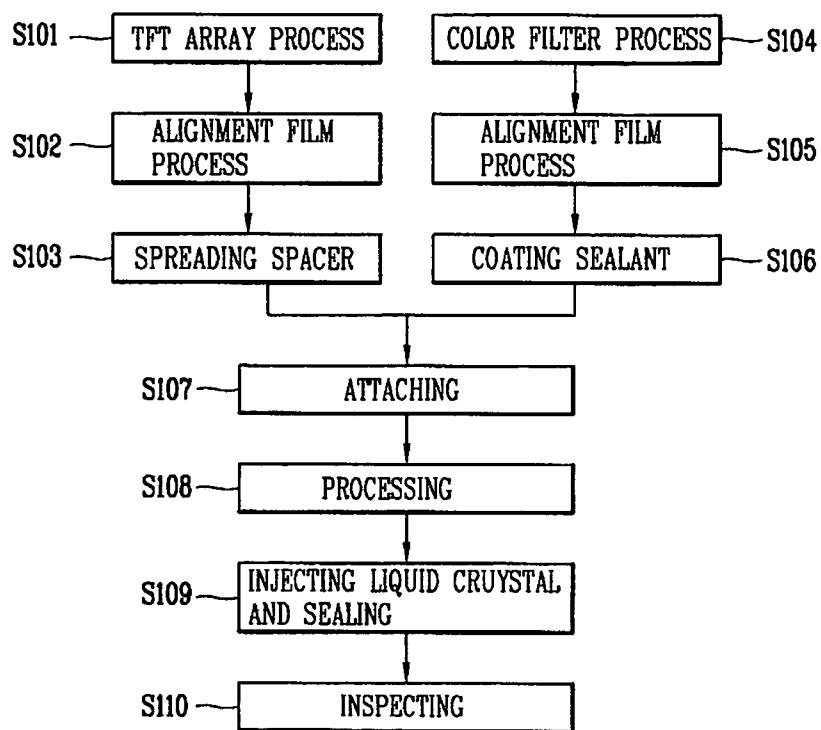 S101 TFT ARRAY PROCESS
COLOR FILTER PROCESS S104
S102 ALIGNMENT FILM
PROCESS
ALIGNMENT FILM
PROCESS S105
S103 SPREADING SPACER
COATING SEALANT S106
S107 ATTACHING
S108 PROCESSING
S109 INJECTING LIQUID CRUYSTAL
AND SEALING
S110 INSPECTING